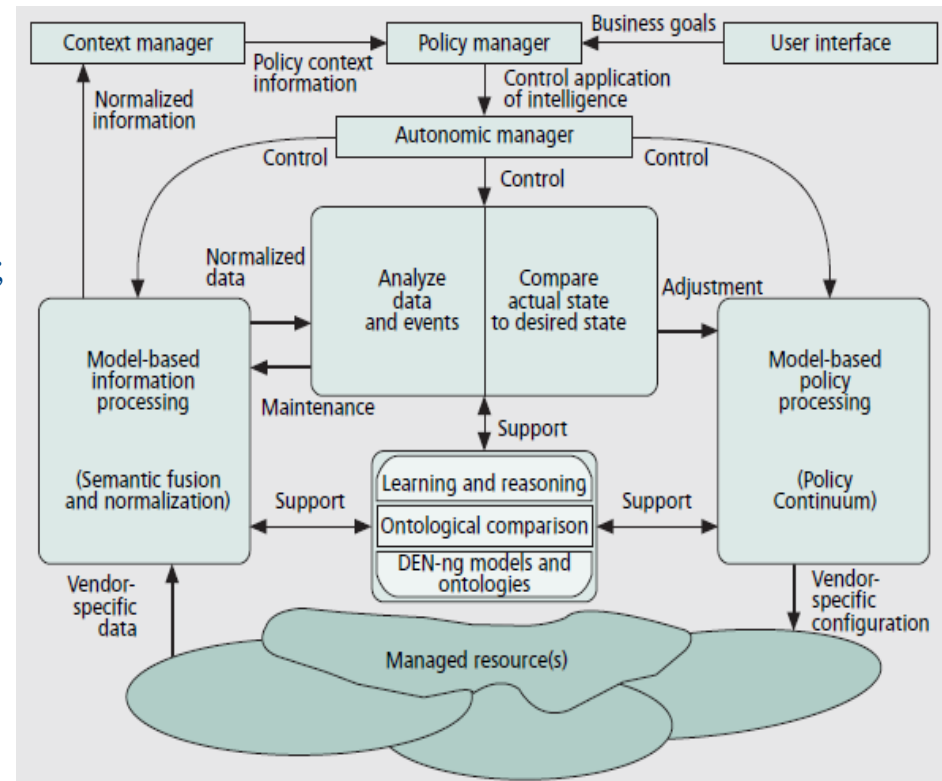 Business goals
Context manager
Policy manager
User interface
Policy context
information
Control application
of intelligence
Normalized
information
Autonomic manager
Control
Control
Control
;
Normalized
data
Analyze
data
and events
Compare
actual state
to desired state
Adjustment
Model-based
information
processing
Maintenance
Model-based
policy
processing
Support
(Semantic fusion
and normalization)
Support
Learning and reasoning
Ontological comparison
DEN-ng models and
ontologies
Support
(Policy
Continuum)
Vendor-
specific
data
Vendor-
specific
configuration
Managed resource(s)